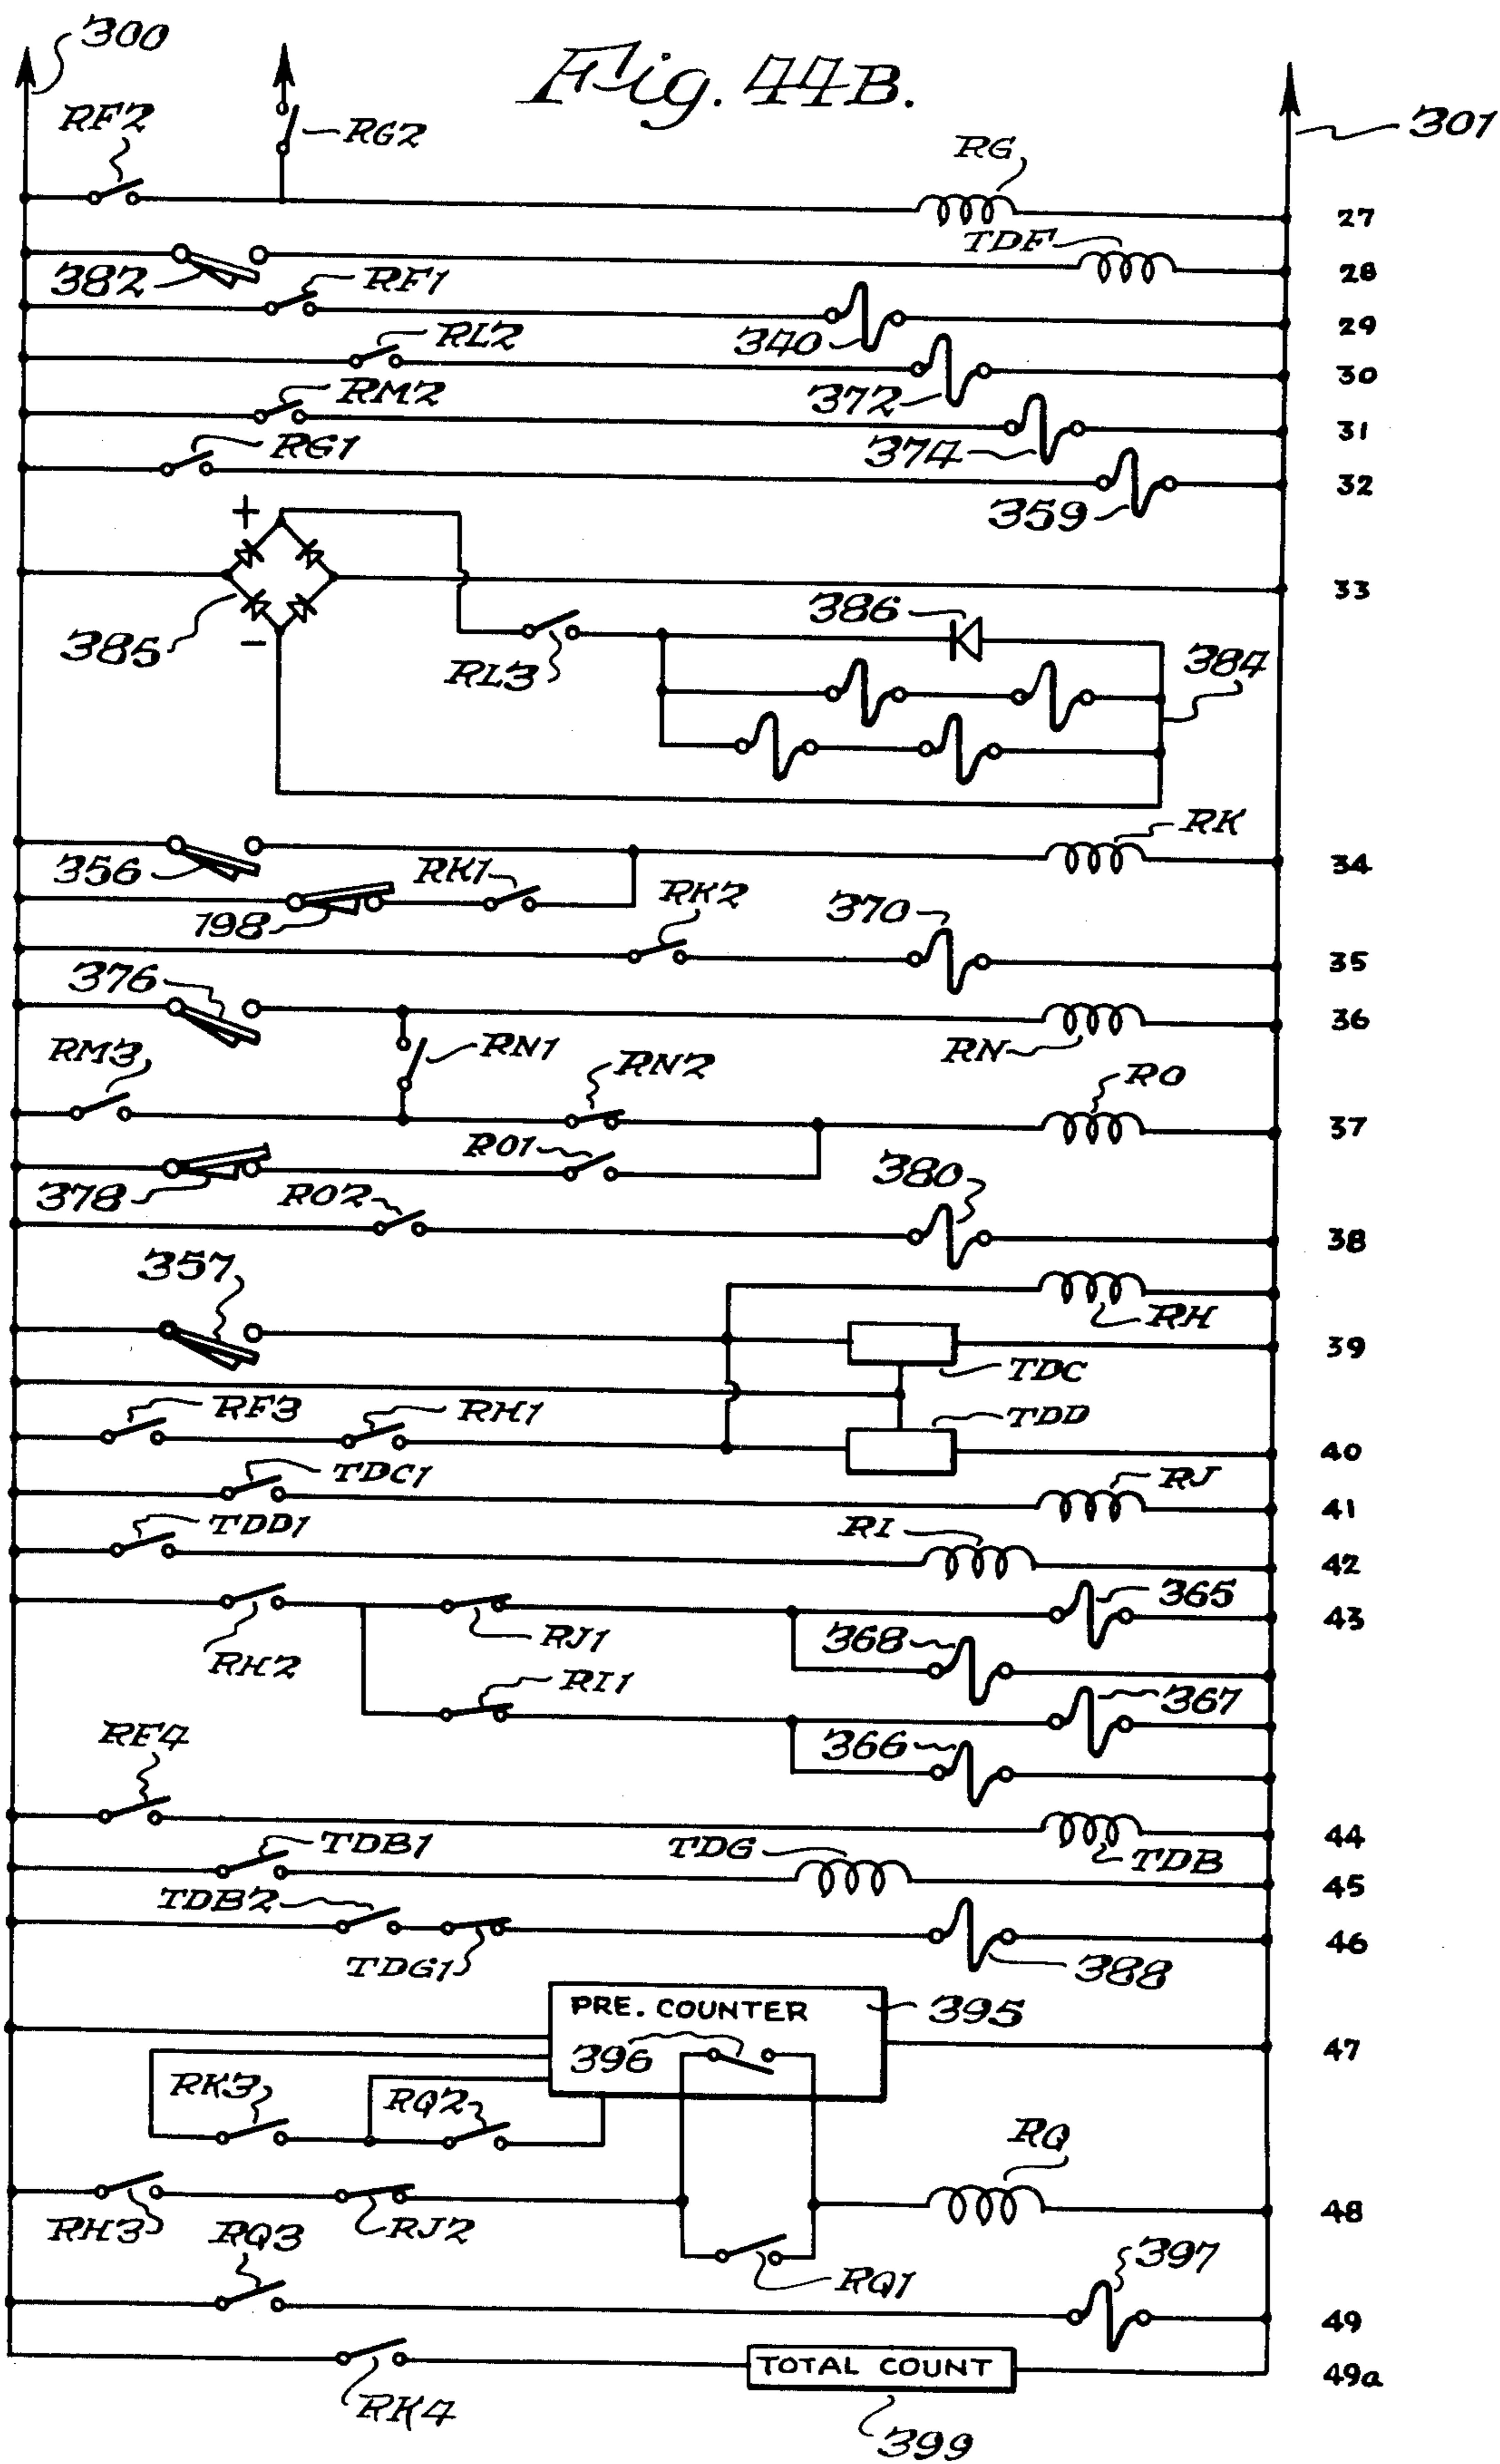 300
Fig. 44B.
301
RF2
RG2
RG
27
TDF
382
28
RF1
340
29
RL2
372
30
RM2
374
31
RG1
359
32
+
385
−
33
386
RL3
384
RK
356
34
RK1
198
RK2
370
35
376
RN
36
RM3
RN1
RN2
RO
37
378
RO1
RO2
380
38
357
RH
39
TDC
RF3
RH1
TDD
40
TDC1
RJ
41
TDD1
RI
42
365
43
RH2
RJ1
368
RI1
367
366
RF4
TDB
44
TDB1
TDG
45
TDB2
TDG1
388
46
PRE. COUNTER
395
396
47
RK3
RQ2
RQ
RH3
RJ2
48
RQ3
RQ1
397
49
RK4
TOTAL COUNT
49a
399